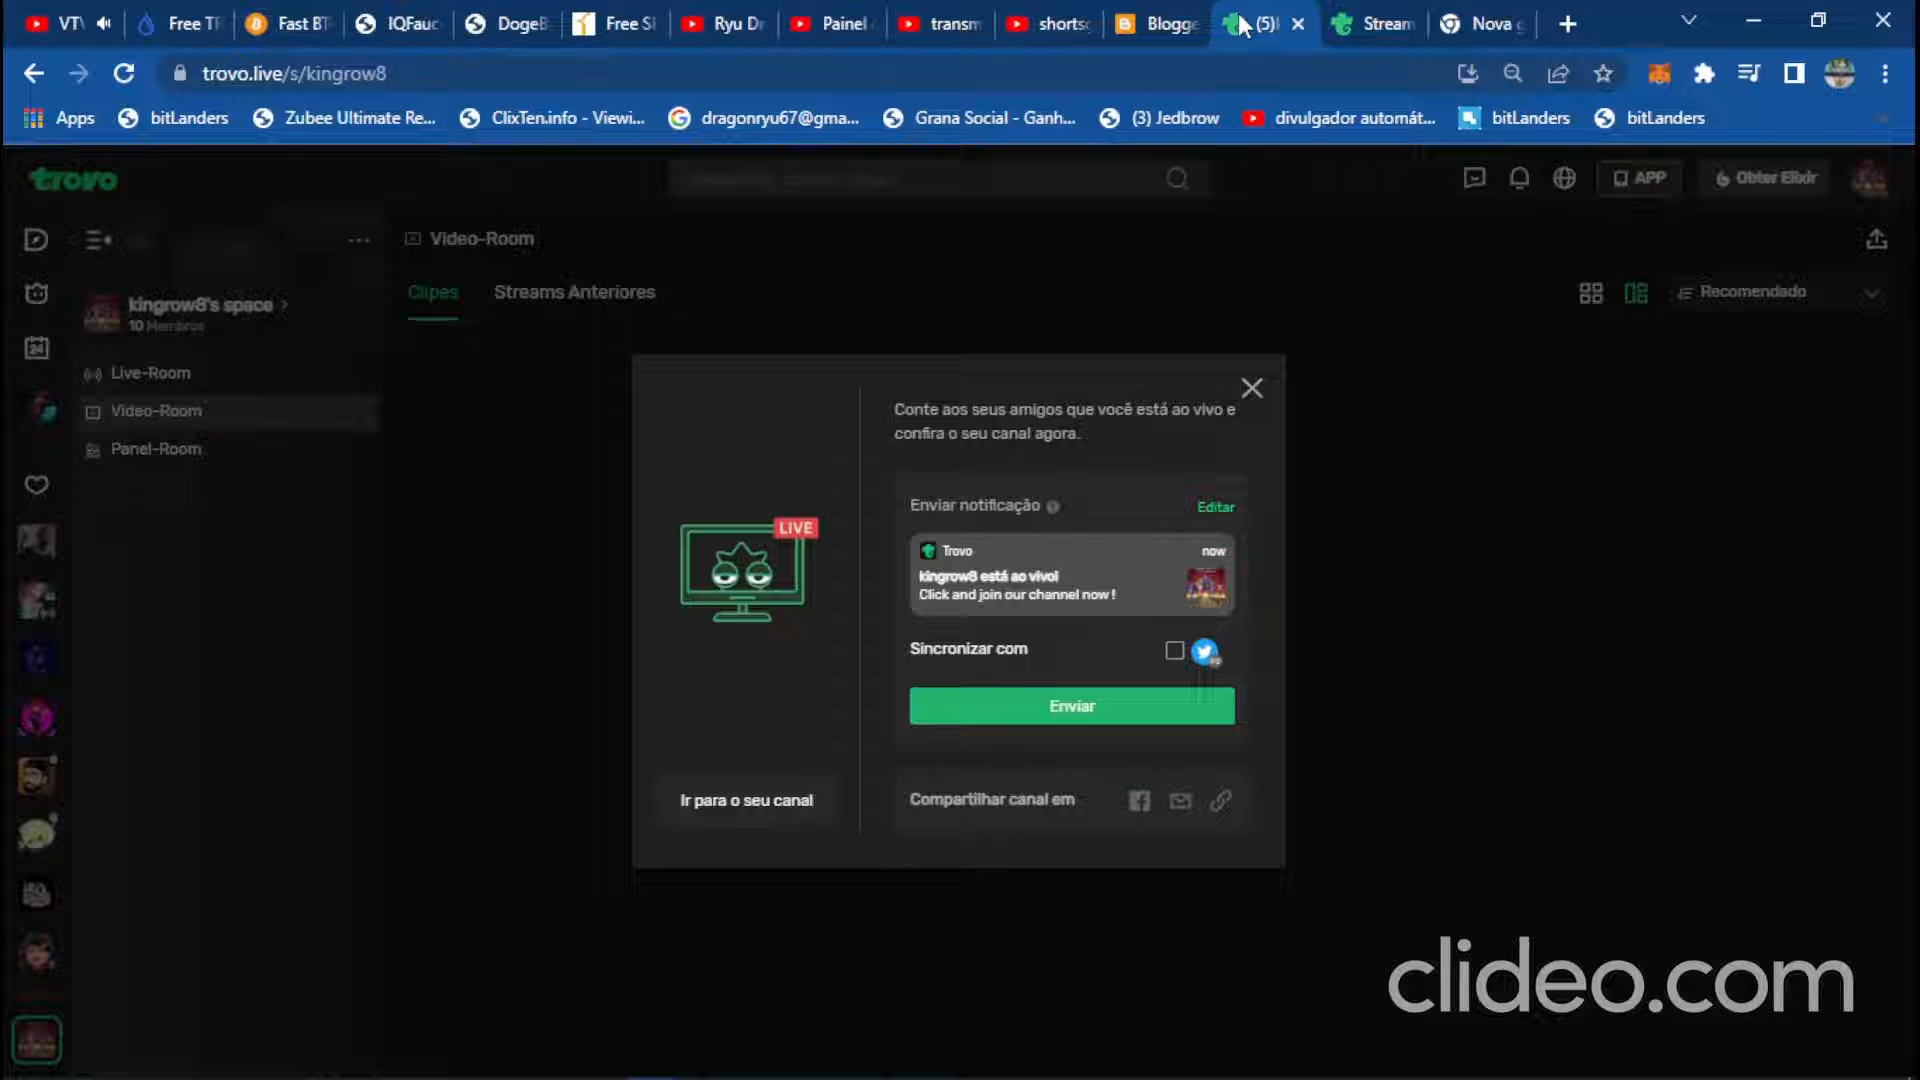 VTV
Free TF
Fast BT
IQFauc
DogeB
Free S
Ryu Dr
Painel
transm
shorts
Blogge
(5)
Stream
Nova g
trovo.live/s/kingrow8
Apps
bitLanders
Zubee Ultimate Re...
ClixTen.info - Viewi...
dragonryu67@gma...
Grana Social - Ganh...
(3) Jedbrow
divulgador automát...
bitLanders
bitLanders
trovo
APP
Obter Elixir
Video-Room
Clipes
Streams Anteriores
Recomendado
24
kingrow8's space
10 Membros
Live-Room
Video-Room
Panel-Room
LIVE
Ir para o seu canal
Conte aos seus amigos que você está ao vivo e
confira o seu canal agora.
Enviar notificação
Editar
Trovo
now
kingrow8 está ao vivo!
Click and join our channel now !
Sincronizar com
Enviar
Compartilhar canal em
clideo.com